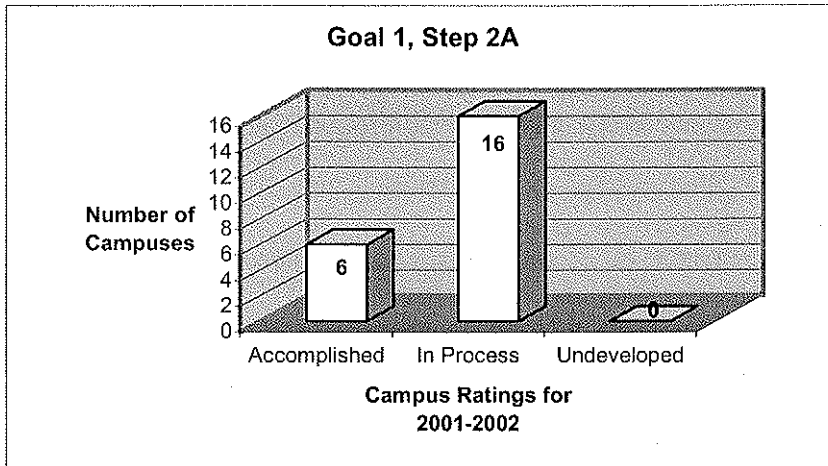 Goal 1, Step 2A
16
14
12
10
8
6
4
2
0
Number of
Campuses
6
16
0
Accomplished
In Process
Undeveloped
Campus Ratings for
2001-2002